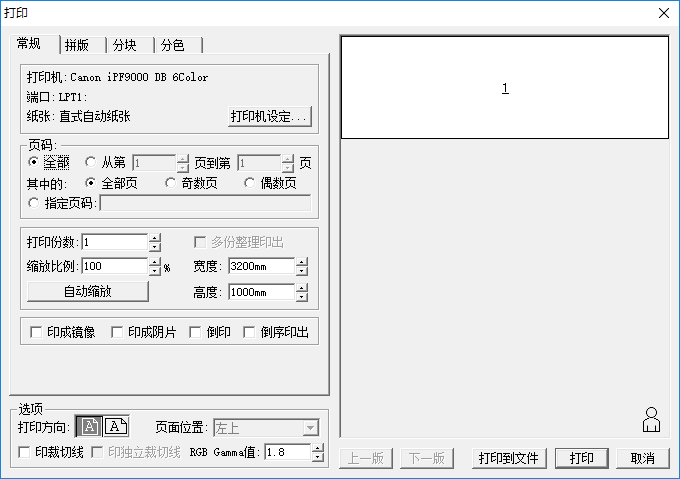 打印
常规 拼版 分块 分色
打印机: Canon iPF9000 DB 6Color
端口: LPT1:
纸张: 直式自动纸张 打印机设定...
页码:
全部 从第 1 页到第 1 页
其中的: 全部页 奇数页 偶数页
指定页码:
打印份数: 1 多份整理印出
缩放比例: 100 % 宽度: 3200mm
自动缩放 高度: 1000mm
印成镜像 印成阴片 倒印 倒序印出
选项
打印方向: A A 页面位置: 左上
印裁切线 印独立裁切线 RGB Gamma值: 1.8
1
上一版 下一版 打印到文件 打印 取消